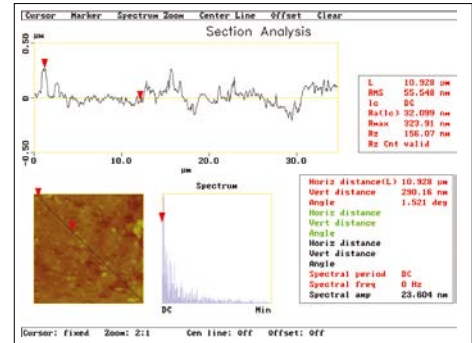 Cursor Marker Spectrum Zoom Center Line Offset Clear
Section Analysis
µm
0.50
0
-0.50
-0 10.0 20.0 30.0
µm
L 10.928 µm
RMS 55.548 nm
lc DC
Ra(lc) 32.099 nm
Rmax 323.91 nm
Rz 156.07 nm
Rz Cnt valid
Spectrum
DC Min
Horiz distance(L) 10.928 µm
Vert distance 290.16 nm
Angle 1.521 deg
Horiz distance
Vert distance
Angle
Horiz distance
Vert distance
Angle
Spectral period DC
Spectral freq 0 Hz
Spectral amp 23.604 nm
Cursor: fixed Zoom: 2:1 Cen line: Off Offset: Off